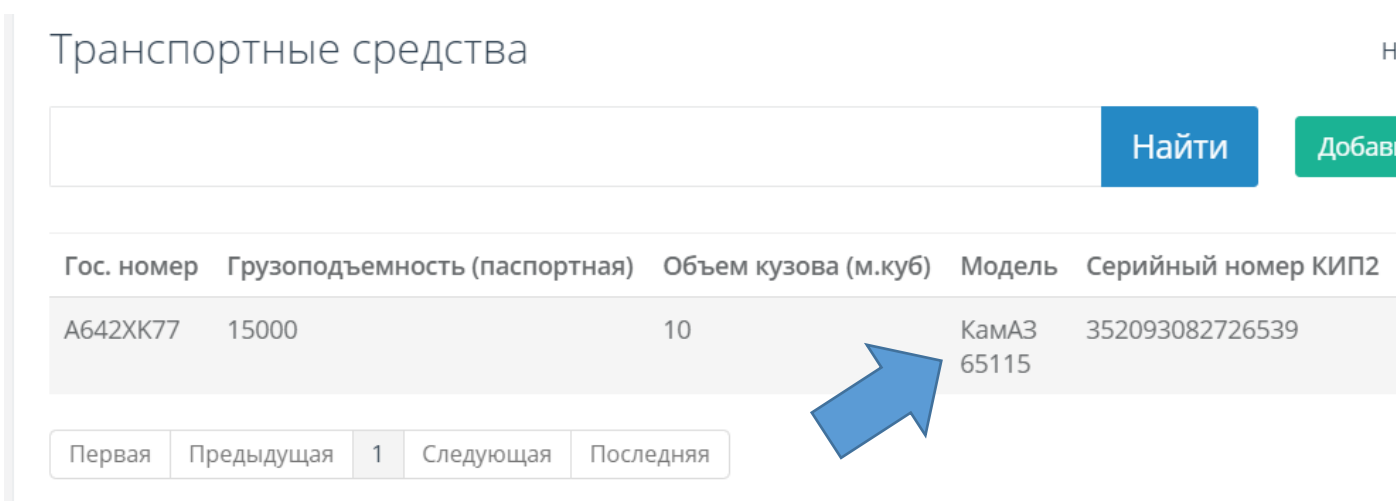 Транспортные средства
Найти
Гос. номер Грузоподъемность (паспортная) Объем кузова (м.куб) Модель Серийный номер КИП2
А642ХК77 15000 10 КамАЗ 352093082726539
65115
Первая Предыдущая 1 Следующая Последняя